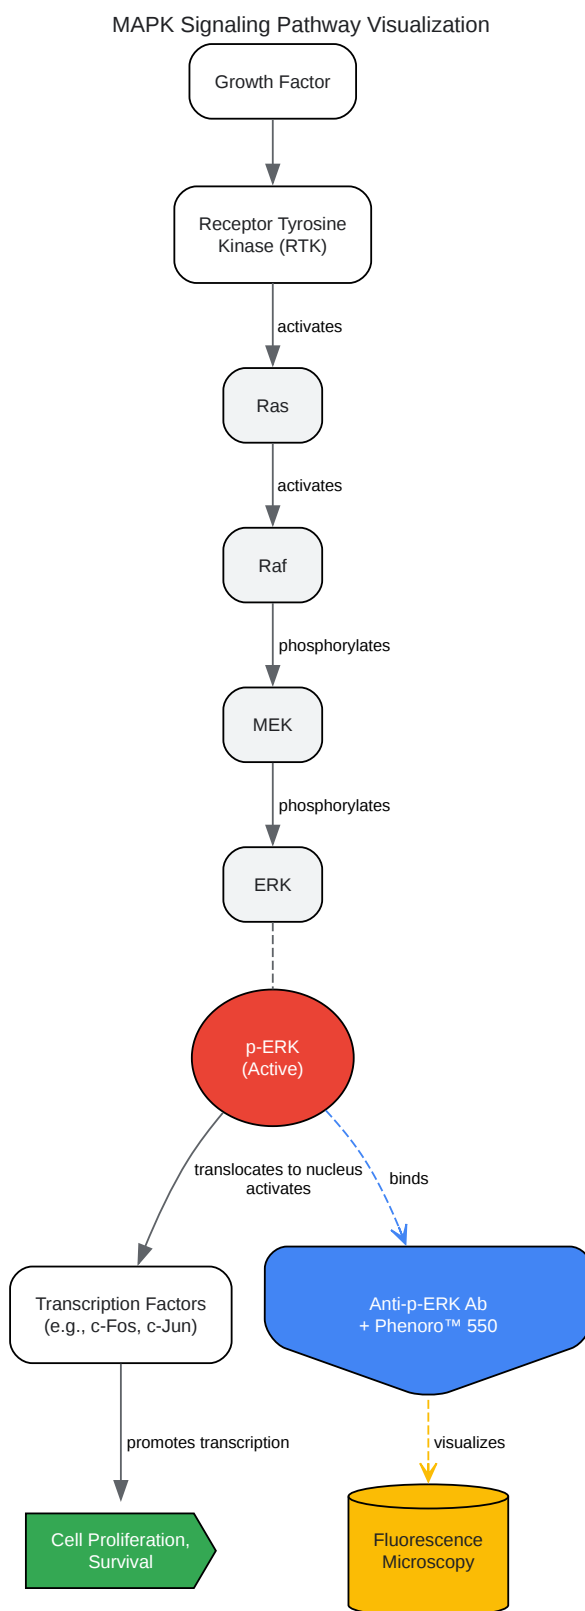 MAPK Signaling Pathway Visualization
Growth Factor
Receptor Tyrosine
Kinase (RTK)
activates
Ras
activates
Raf
phosphorylates
MEK
phosphorylates
ERK
p-ERK
(Active)
translocates to nucleus
activates
binds
Transcription Factors
(e.g., c-Fos, c-Jun)
Anti-p-ERK Ab
+ Phenoro™ 550
promotes transcription
visualizes
Cell Proliferation,
Survival
Fluorescence
Microscopy